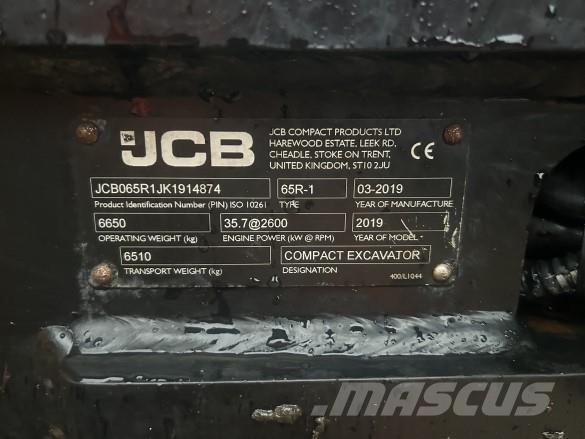 JCB
JCB COMPACT PRODUCTS LTD
HAREWOOD ESTATE, LEEK RD,
CHEADLE, STOKE ON TRENT,
UNITED KINGDOM, ST10 2JU
CE
JCB065R1JK1914874
65R-1
03-2019
Product Identification Number (PIN) ISO 10261
TYPE
YEAR OF MANUFACTURE
6650
35.7@2600
2019
OPERATING WEIGHT (kg)
ENGINE POWER (kW @ RPM)
YEAR OF MODEL
6510
COMPACT EXCAVATOR
TRANSPORT WEIGHT (kg)
DESIGNATION
400/L1044
MASCUS